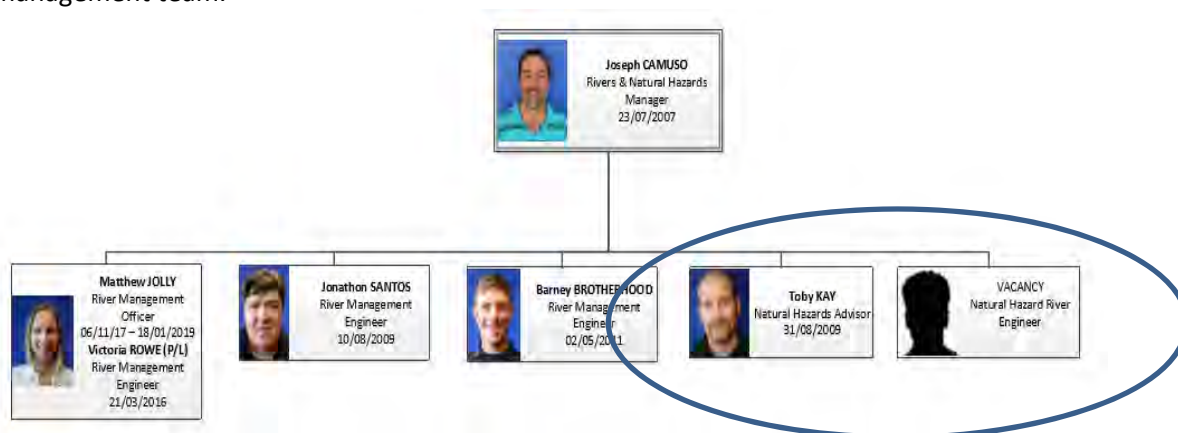 management team.
Joseph CAMUSO
Rivers & Natural Hazards
Manager
23/07/2007
Matthew JOLLY
River Management
Officer
06/11/17 – 18/01/2019
Victoria ROWE (P/L)
River Management
Engineer
21/03/2016
Jonathon SANTOS
River Management
Engineer
10/08/2009
Barney BROTHERHOOD
River Management
Engineer
02/05/2011
Toby KAY
Natural Hazards Advisor
31/08/2009
VACANCY
Natural Hazard River
Engineer